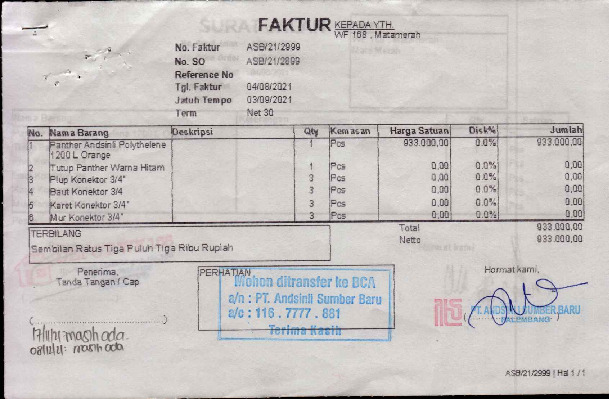 FAKTUR
KEPADA YTH.
WF 168 , Matamerah
No. Faktur ASB/21/2999
No. SO ASB/21/2999
Reference No
Tgl. Faktur 04/08/2021
Jatuh Tempo 03/09/2021
Term Net 30
No. Nama Barang Deskripsi Qty Kemasan Harga Satuan Disk% Jumlah
1 Panther Andsinli Polythelene 1 Pcs 933.000,00 0.0% 933.000,00
1200 L Orange
2 Tutup Panther Warna Hitam 1 Pcs 0,00 0.0% 0,00
3 Plup Konektor 3/4" 3 Pcs 0,00 0.0% 0,00
4 Baut Konektor 3/4 3 Pcs 0,00 0.0% 0,00
5 Karet Konektor 3/4" 3 Pcs 0,00 0.0% 0,00
6 Mur Konektor 3/4" 3 Pcs 0,00 0.0% 0,00
TERBILANG
Sembilan Ratus Tiga Puluh Tiga Ribu Rupiah
Total 933.000,00
Netto 933.000,00
Penerima,
Tanda Tangan / Cap
PERHATIAN
Mohon ditransfer ke BCA
a/n : PT. Andsinli Sumber Baru
a/c : 116 . 7777 . 881
Terima Kasih
Hormat kami,
PT. ANDSINLI SUMBER BARU
PALEMBANG
masih ada.
masih ada
ASB/21/2999 | Hal 1 / 1